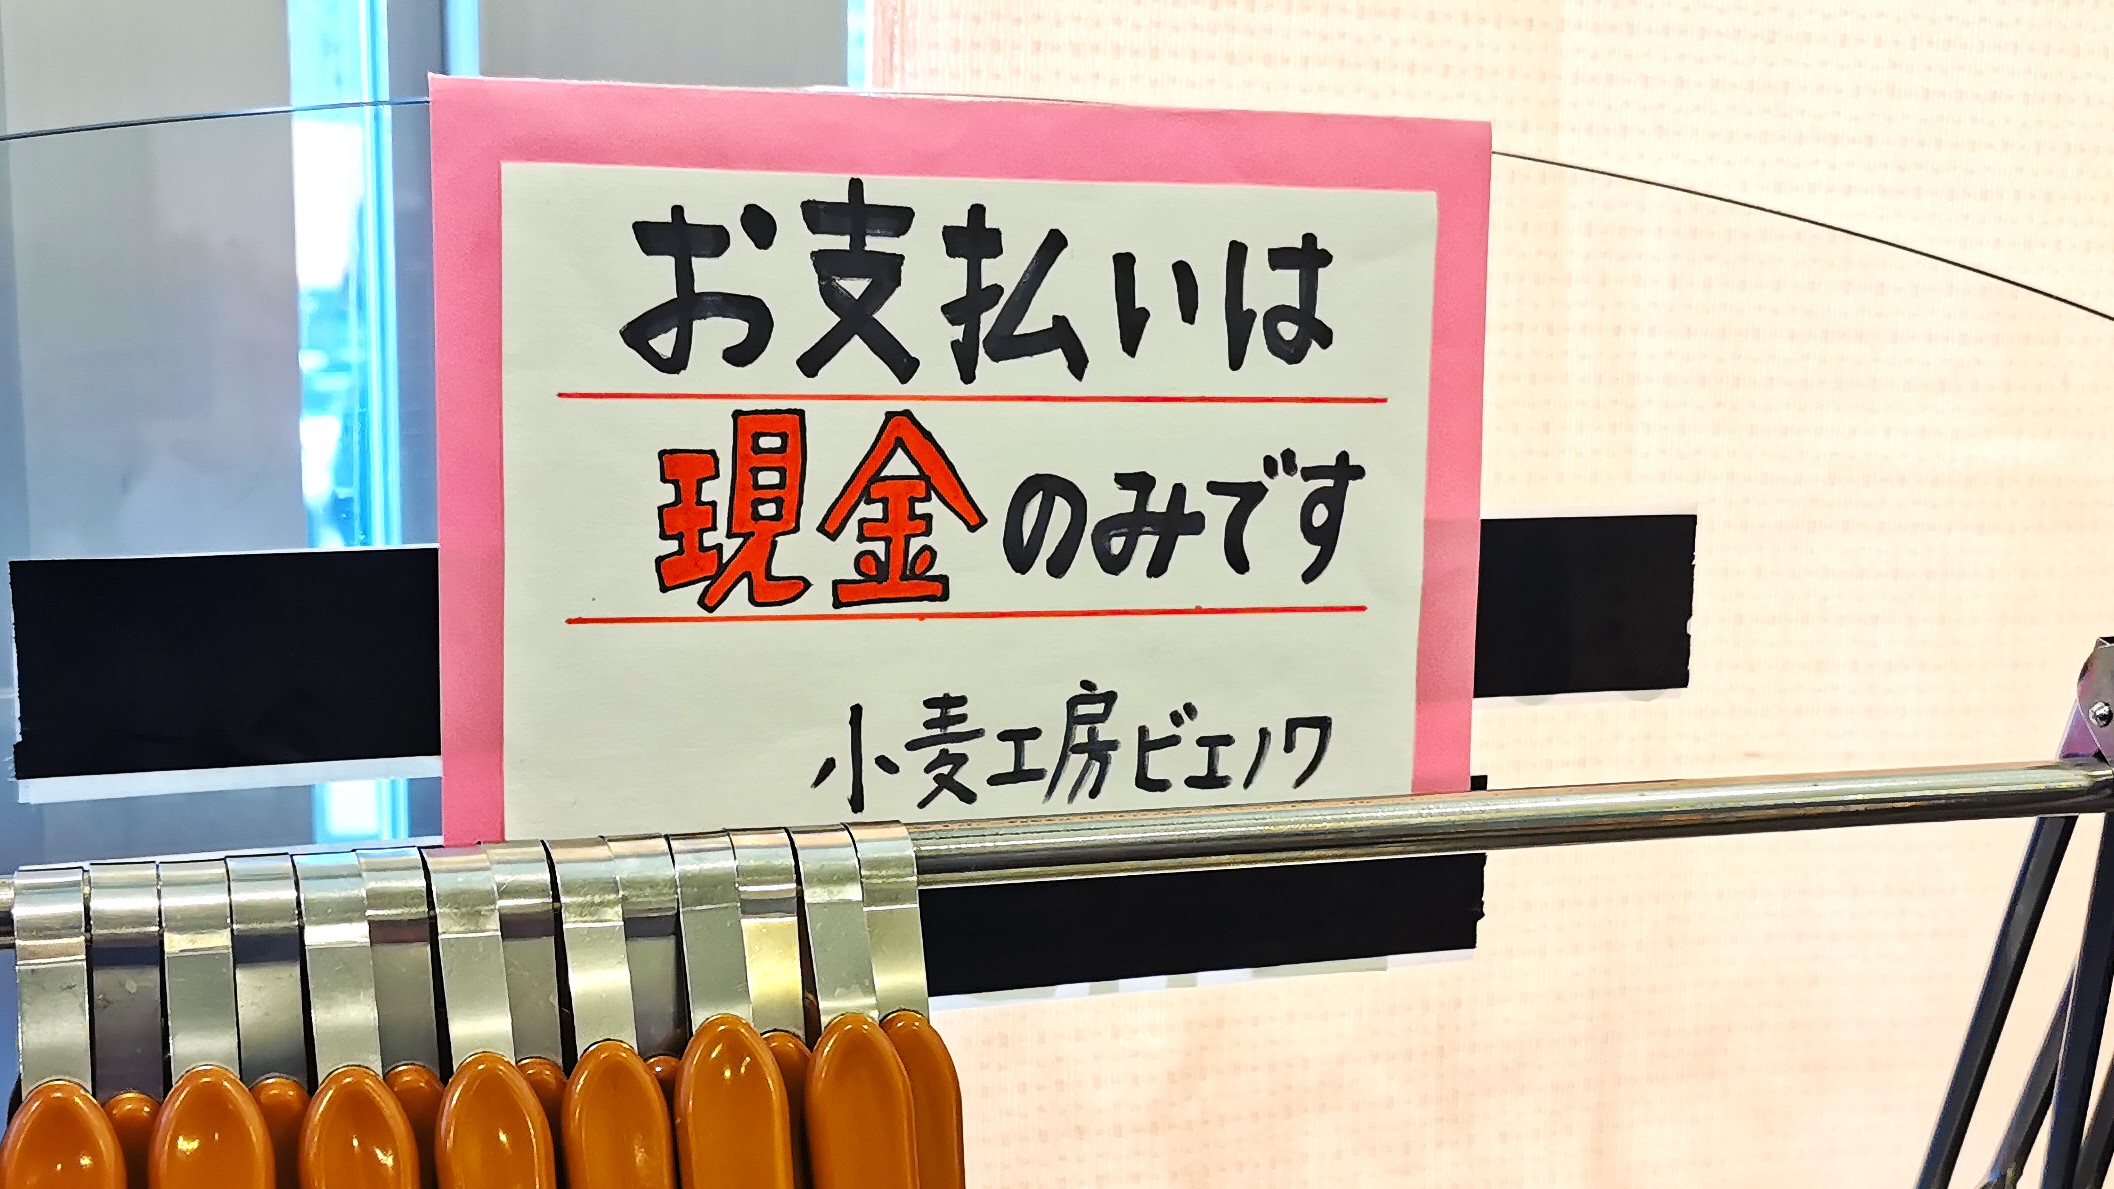 お支払いは
現金のみです
小麦工房ビエノワ